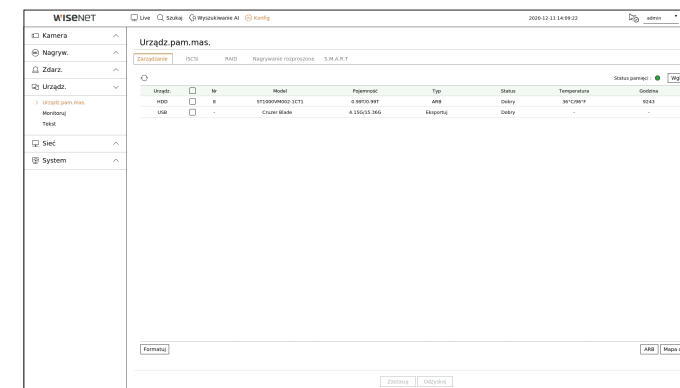 WISENET
Live Szukaj Wyszukiwanie AI Konfig 2020-12-11 14:09:22 admin
Kamera
Nagryw.
Zdarz.
Urządz.
Urządz.pam.mas.
Monitoruj
Tekst
Sieć
System
Urządz.pam.mas.
Zarządzanie iSCSI RAID Nagrywanie rozproszone S.M.A.R.T
Status pamięci :
Urządz. Nr Model Pojemność Typ Status Temperatura Godzina
HDD 8 ST1000VM002-1CT1 0.99T/0.99T ARB Dobry 36°C/96°F 9243
USB - Cruzer Blade 4.15G/15.36G Eksportuj Dobry - -
Formatuj ARB Mapa
Zastosuj Odzyskaj